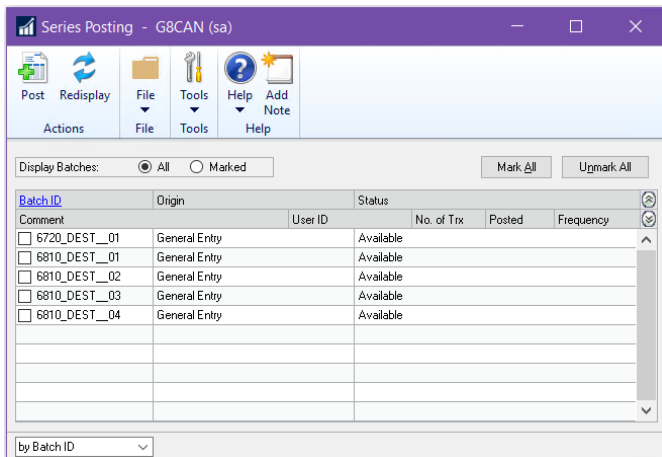 Series Posting - G8CAN (sa)
Post Redisplay File Tools Help Add Note
Actions File Tools Help
Display Batches: All Marked Mark All Unmark All
Batch ID Origin Status
Comment User ID No. of Trx Posted Frequency
6720_DEST__01 General Entry Available
6810_DEST__01 General Entry Available
6810_DEST__02 General Entry Available
6810_DEST__03 General Entry Available
6810_DEST__04 General Entry Available
by Batch ID